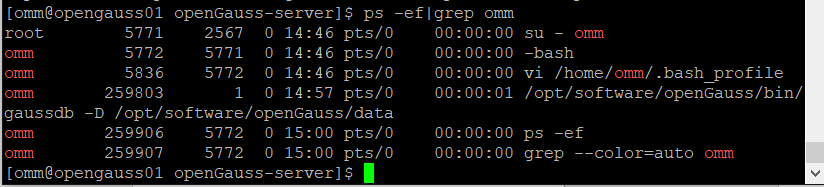 [omm@opengauss01 openGauss-server]$ ps -ef|grep omm
root 5771 2567 0 14:46 pts/0 00:00:00 su - omm
omm 5772 5771 0 14:46 pts/0 00:00:00 -bash
omm 5836 5772 0 14:46 pts/0 00:00:00 vi /home/omm/.bash_profile
omm 259803 1 0 14:57 pts/0 00:00:01 /opt/software/openGauss/bin/
gaussdb -D /opt/software/openGauss/data
omm 259906 5772 0 15:00 pts/0 00:00:00 ps -ef
omm 259907 5772 0 15:00 pts/0 00:00:00 grep --color=auto omm
[omm@opengauss01 openGauss-server]$